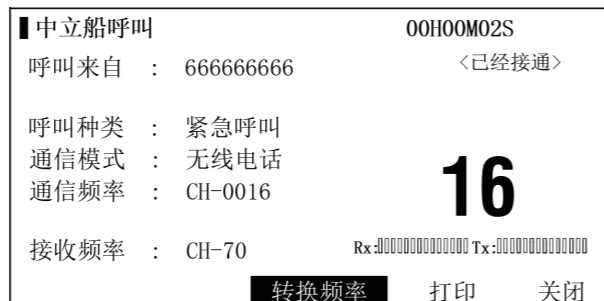 中立船呼叫 00H00M02S
呼叫来自 : 666666666 〈已经接通〉
呼叫种类 : 紧急呼叫
通信模式 : 无线电话
通信频率 : CH-0016
16
接收频率 : CH-70 Rx: Tx:
转换频率 打印 关闭